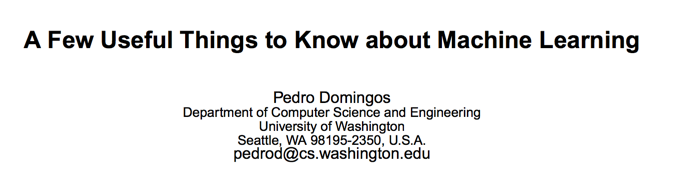 A Few Useful Things to Know about Machine Learning
Pedro Domingos
Department of Computer Science and Engineering
University of Washington
Seattle, WA 98195-2350, U.S.A.
pedrod@cs.washington.edu